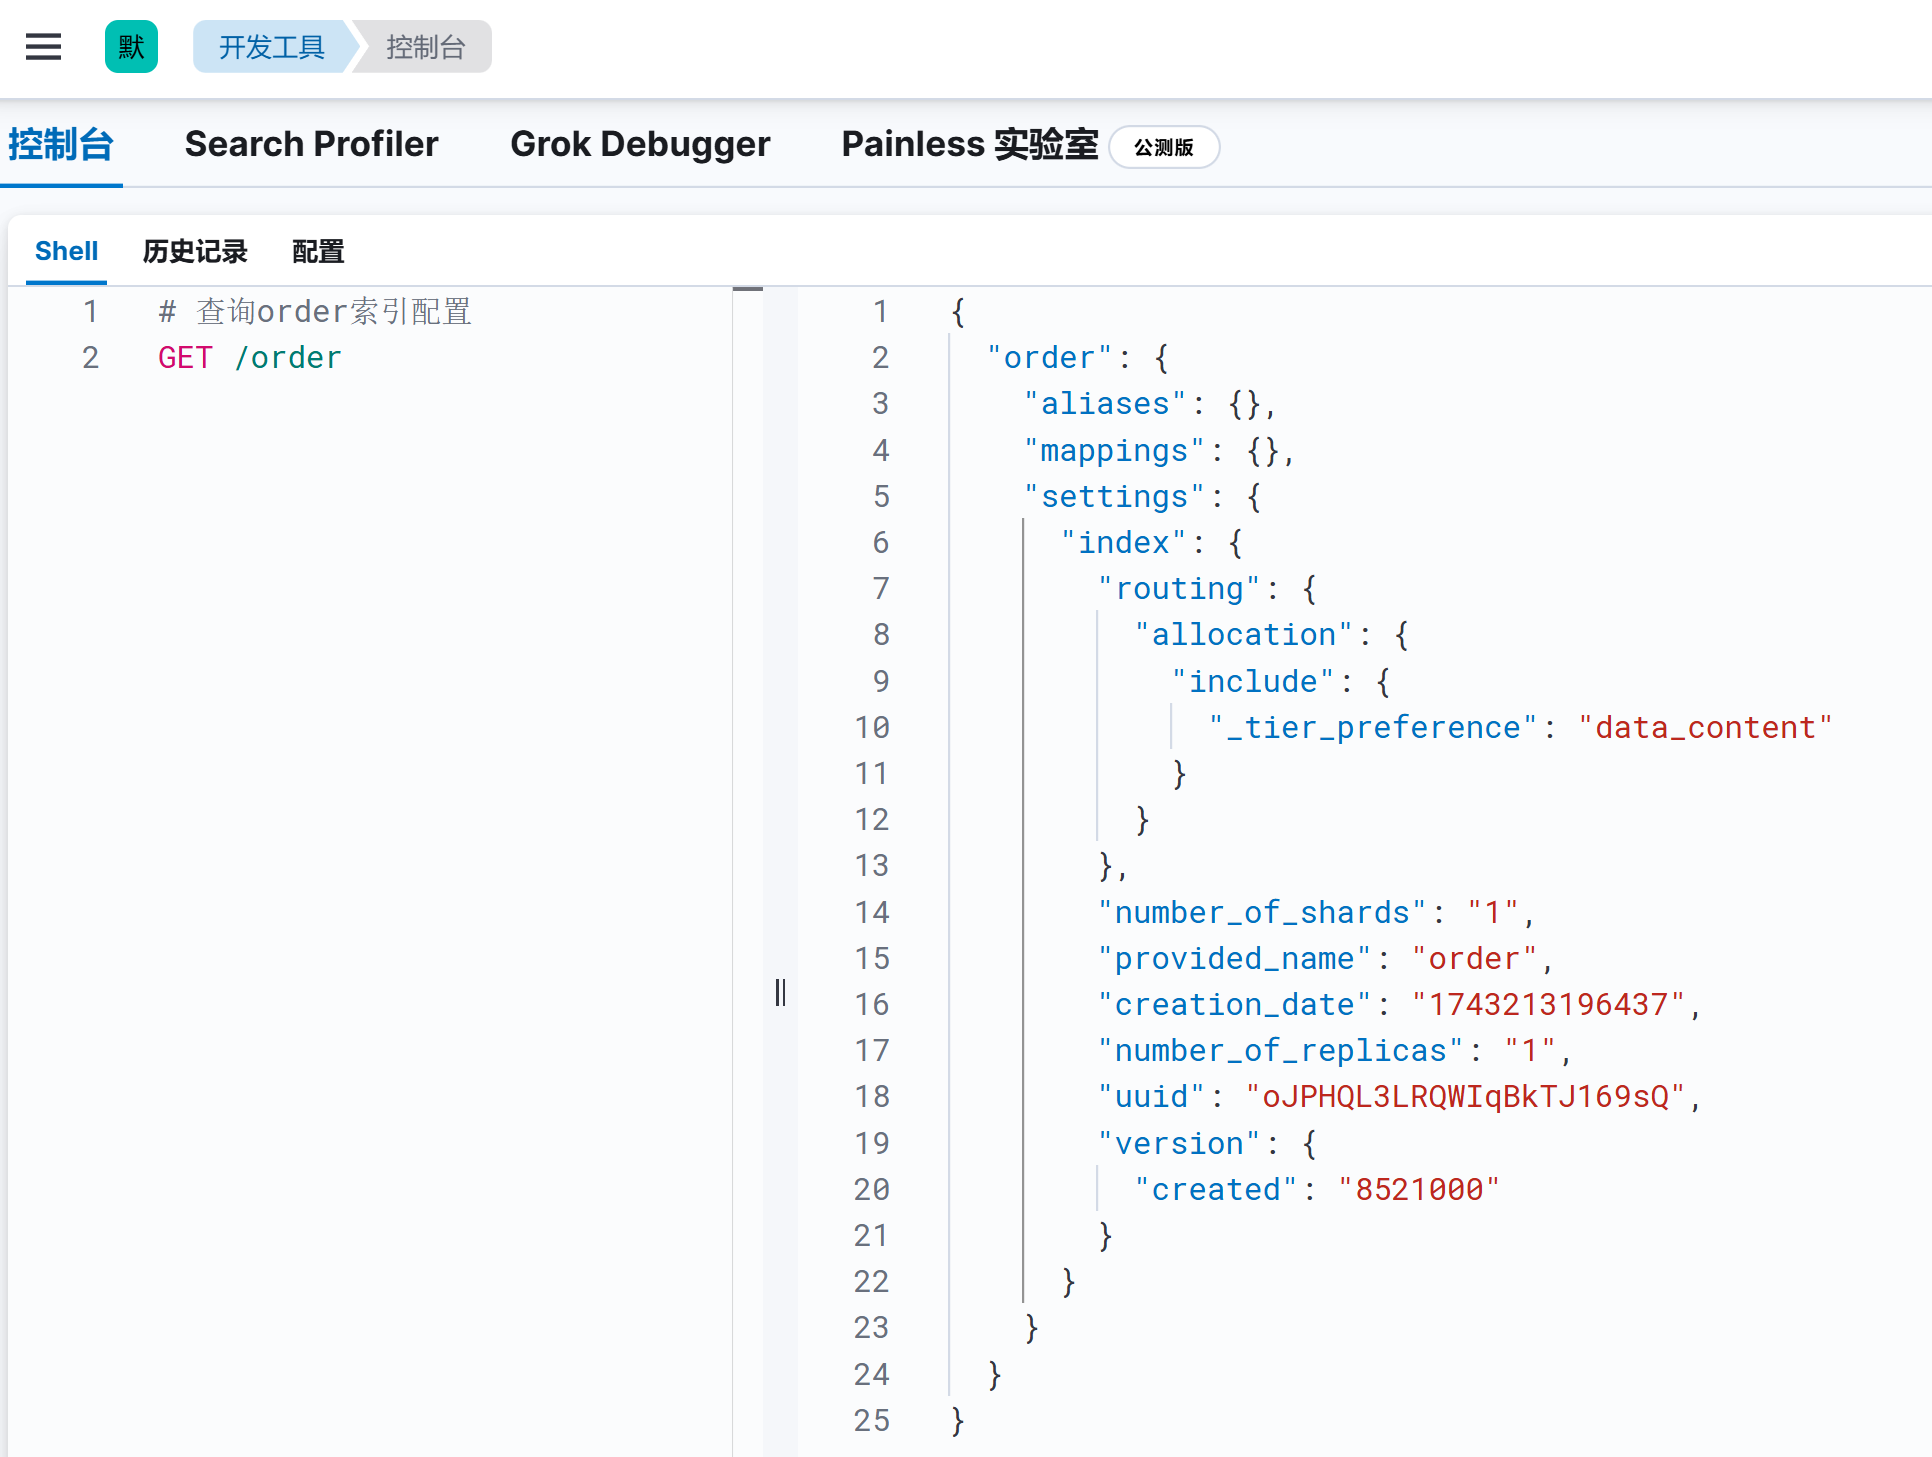 默 开发工具 控制台
控制台 Search Profiler Grok Debugger Painless 实验室 公测版
Shell 历史记录 配置
1 # 查询order索引配置
2 GET /order
1 {
2 "order": {
3 "aliases": {},
4 "mappings": {},
5 "settings": {
6 "index": {
7 "routing": {
8 "allocation": {
9 "include": {
10 "_tier_preference": "data_content"
11 }
12 }
13 },
14 "number_of_shards": "1",
15 "provided_name": "order",
16 "creation_date": "1743213196437",
17 "number_of_replicas": "1",
18 "uuid": "oJPHQL3LRQWIqBkTJ169sQ",
19 "version": {
20 "created": "8521000"
21 }
22 }
23 }
24 }
25 }